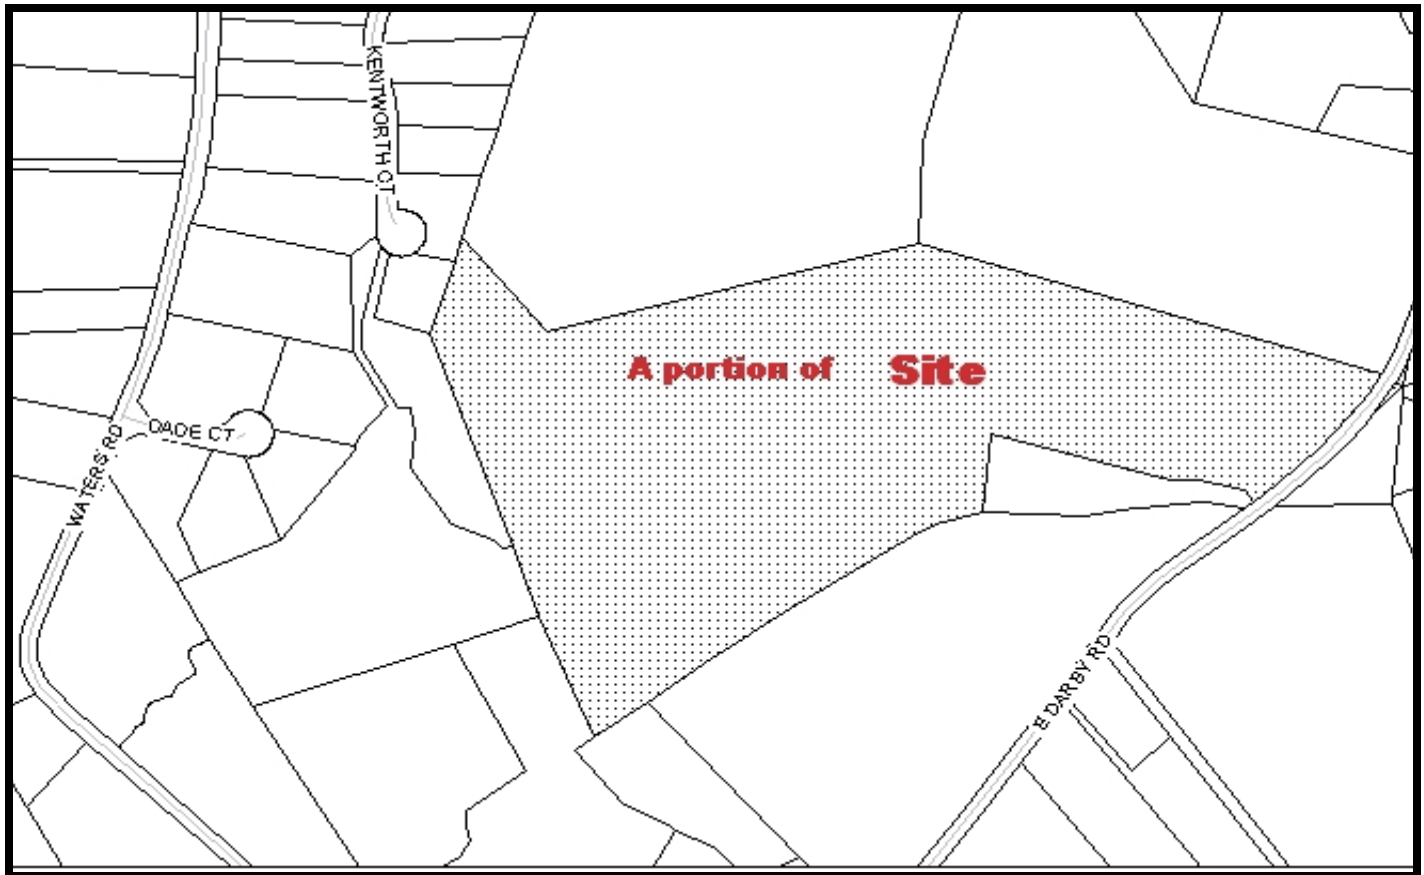 KENTWORTH CT
A portion of Site
DADE CT
WATERS RD
E DARBY RD